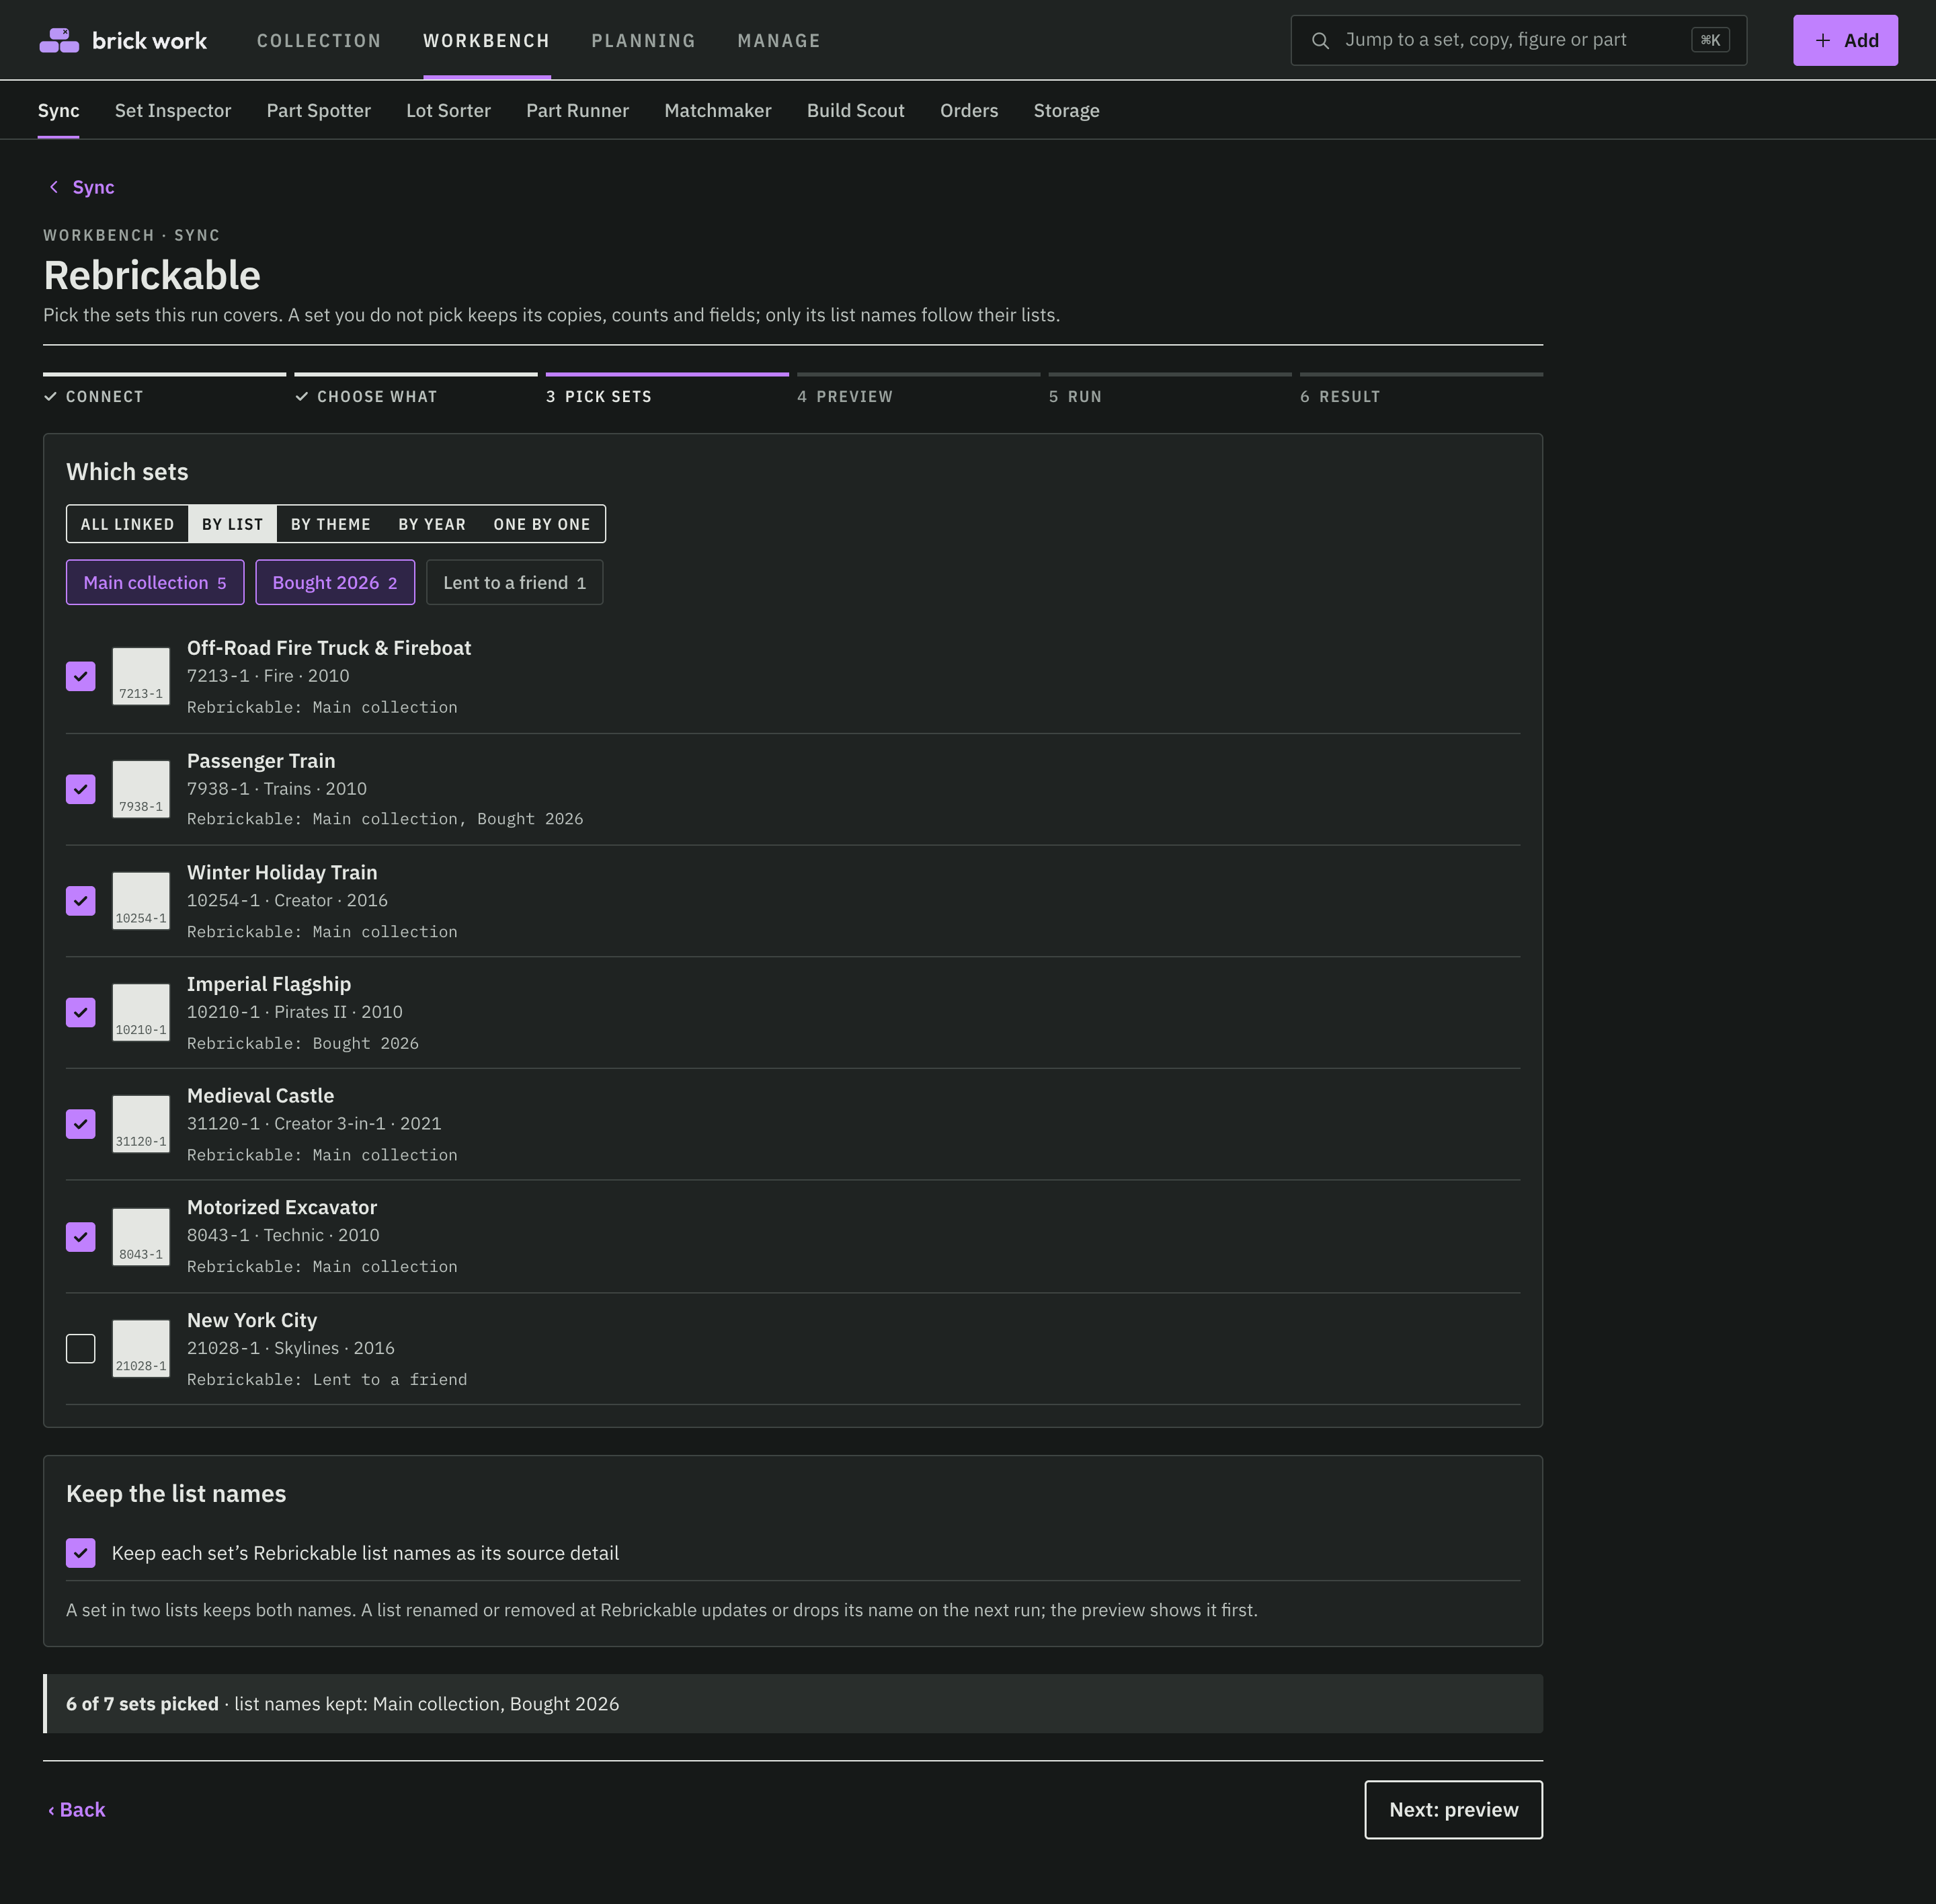 brick work
COLLECTION
WORKBENCH
PLANNING
MANAGE
Jump to a set, copy, figure or part
⌘K
+ Add
Sync
Set Inspector
Part Spotter
Lot Sorter
Part Runner
Matchmaker
Build Scout
Orders
Storage
Sync
WORKBENCH · SYNC
Rebrickable
Pick the sets this run covers. A set you do not pick keeps its copies, counts and fields; only its list names follow their lists.
CONNECT
CHOOSE WHAT
3 PICK SETS
4 PREVIEW
5 RUN
6 RESULT
Which sets
ALL LINKED
BY LIST
BY THEME
BY YEAR
ONE BY ONE
Main collection 5
Bought 2026 2
Lent to a friend 1
7213-1
Off-Road Fire Truck & Fireboat
7213-1 · Fire · 2010
Rebrickable: Main collection
7938-1
Passenger Train
7938-1 · Trains · 2010
Rebrickable: Main collection, Bought 2026
10254-1
Winter Holiday Train
10254-1 · Creator · 2016
Rebrickable: Main collection
10210-1
Imperial Flagship
10210-1 · Pirates II · 2010
Rebrickable: Bought 2026
31120-1
Medieval Castle
31120-1 · Creator 3-in-1 · 2021
Rebrickable: Main collection
8043-1
Motorized Excavator
8043-1 · Technic · 2010
Rebrickable: Main collection
21028-1
New York City
21028-1 · Skylines · 2016
Rebrickable: Lent to a friend
Keep the list names
Keep each set’s Rebrickable list names as its source detail
A set in two lists keeps both names. A list renamed or removed at Rebrickable updates or drops its name on the next run; the preview shows it first.
6 of 7 sets picked · list names kept: Main collection, Bought 2026
‹ Back
Next: preview